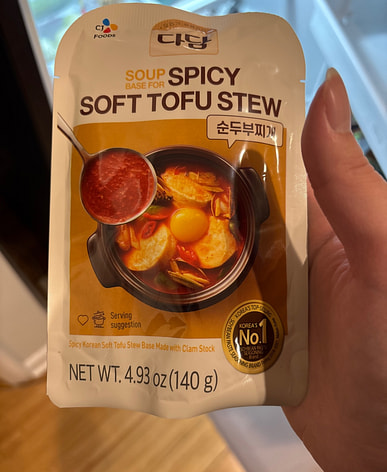 CJ
FOODS
다담
SOUP
BASE FOR
SPICY
SOFT TOFU STEW
순두부찌개
Serving
suggestion
KOREA'S
No.1
Spicy Korean Soft Tofu Stew Base Made with Clam Stock
NET WT. 4.93 oz (140 g)